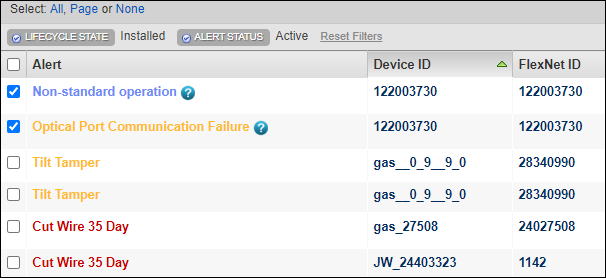 Select: All, Page or None
LIFECYCLE STATE Installed ALERT STATUS Active Reset Filters
Alert Device ID FlexNet ID
Non-standard operation ? 122003730 122003730
Optical Port Communication Failure ? 122003730 122003730
Tilt Tamper gas__0_9__9_0 28340990
Tilt Tamper gas__0_9__9_0 28340990
Cut Wire 35 Day gas_27508 24027508
Cut Wire 35 Day JW_24403323 1142